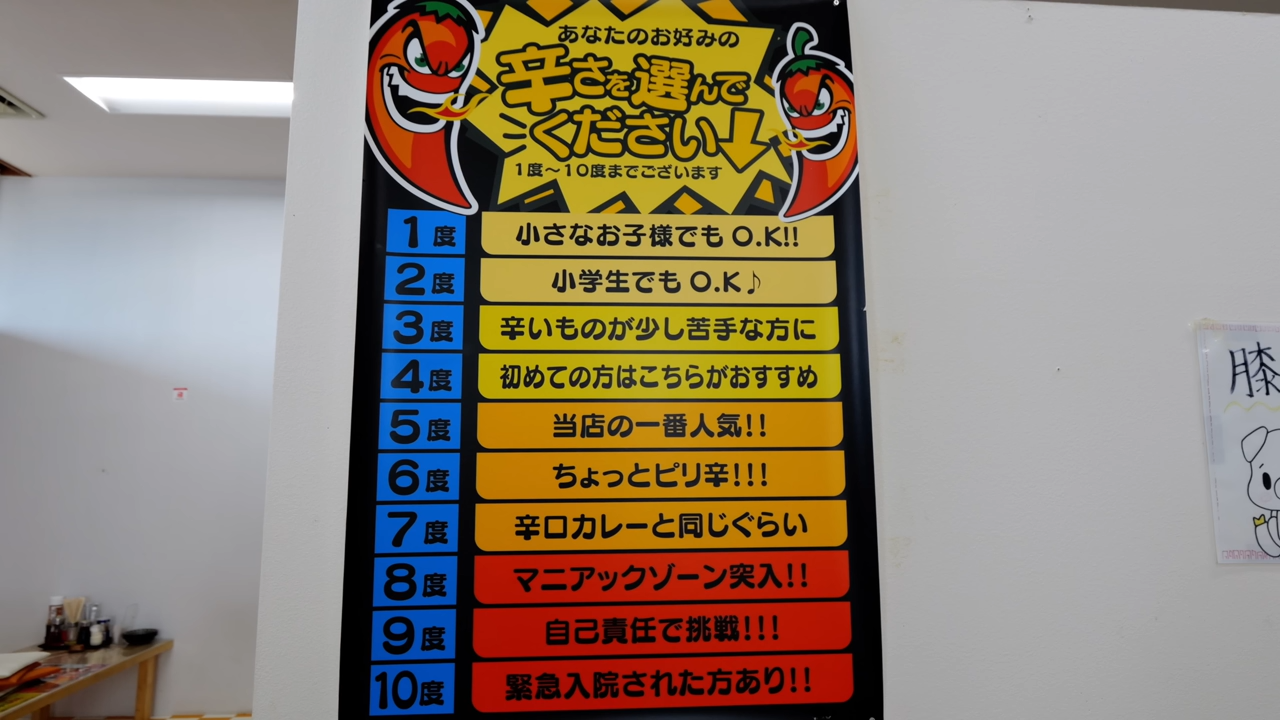 あなたのお好みの
辛さを選んで
ください↓
1度～10度までございます
1度 小さなお子様でもO.K!!
2度 小学生でもO.K♪
3度 辛いものが少し苦手な方に
4度 初めての方はこちらがおすすめ
5度 当店の一番人気!!
6度 ちょっとピリ辛!!!
7度 辛口カレーと同じぐらい
8度 マニアックゾーン突入!!
9度 自己責任で挑戦!!!
10度 緊急入院された方あり!!
膝